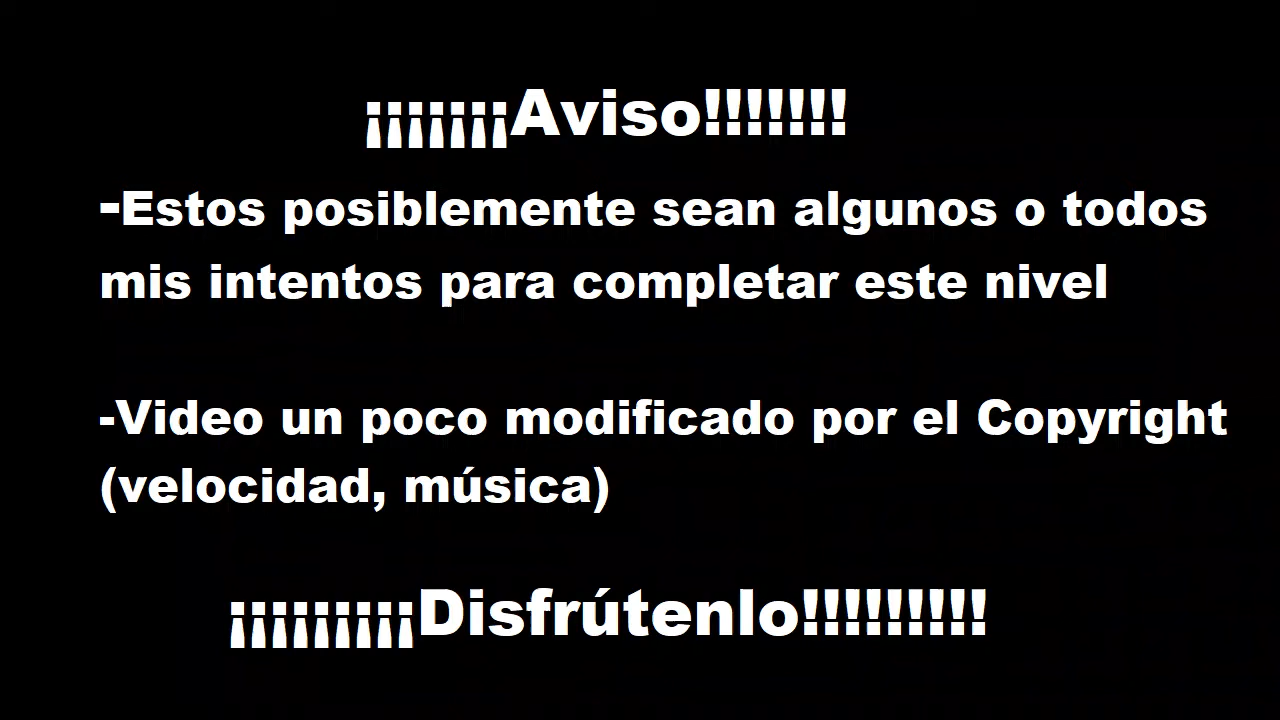 ¡¡¡¡¡¡¡Aviso!!!!!!!
-Estos posiblemente sean algunos o todos
mis intentos para completar este nivel
-Video un poco modificado por el Copyright
(velocidad, música)
¡¡¡¡¡¡¡¡¡Disfrútenlo!!!!!!!!!